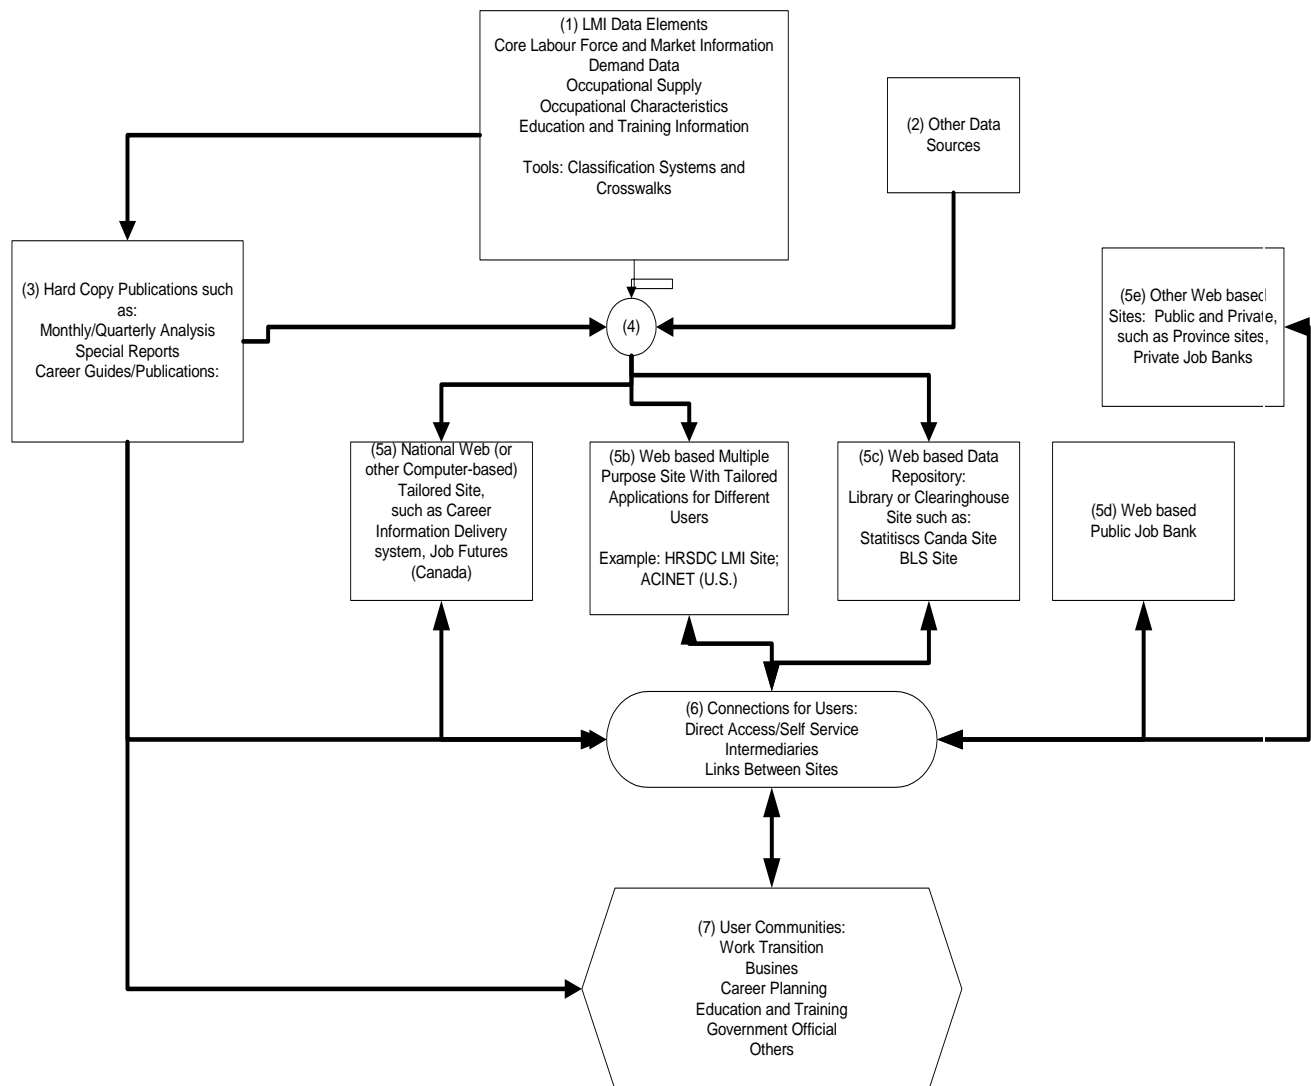 (1) LMI Data Elements
Core Labour Force and Market Information
Demand Data
Occupational Supply
Occupational Characteristics
Education and Training Information
Tools: Classification Systems and
Crosswalks
(2) Other Data
Sources
(3) Hard Copy Publications such
as:
Monthly/Quarterly Analysis
Special Reports
Career Guides/Publications:
(4)
(5e) Other Web based
Sites:  Public and Private,
such as Province sites,
Private Job Banks
(5a) National Web (or
other Computer-based)
Tailored Site,
such as Career
Information Delivery
system, Job Futures
(Canada)
(5b) Web based Multiple
Purpose Site With Tailored
Applications for Different
Users
Example: HRSDC LMI Site;
ACINET (U.S.)
(5c) Web based Data
Repository:
Library or Clearinghouse
Site such as:
Statitiscs Canda Site
BLS Site
(5d) Web based
Public Job Bank
(6) Connections for Users:
Direct Access/Self Service
Intermediaries
Links Between Sites
(7) User Communities:
Work Transition
Busines
Career Planning
Education and Training
Government Official
Others